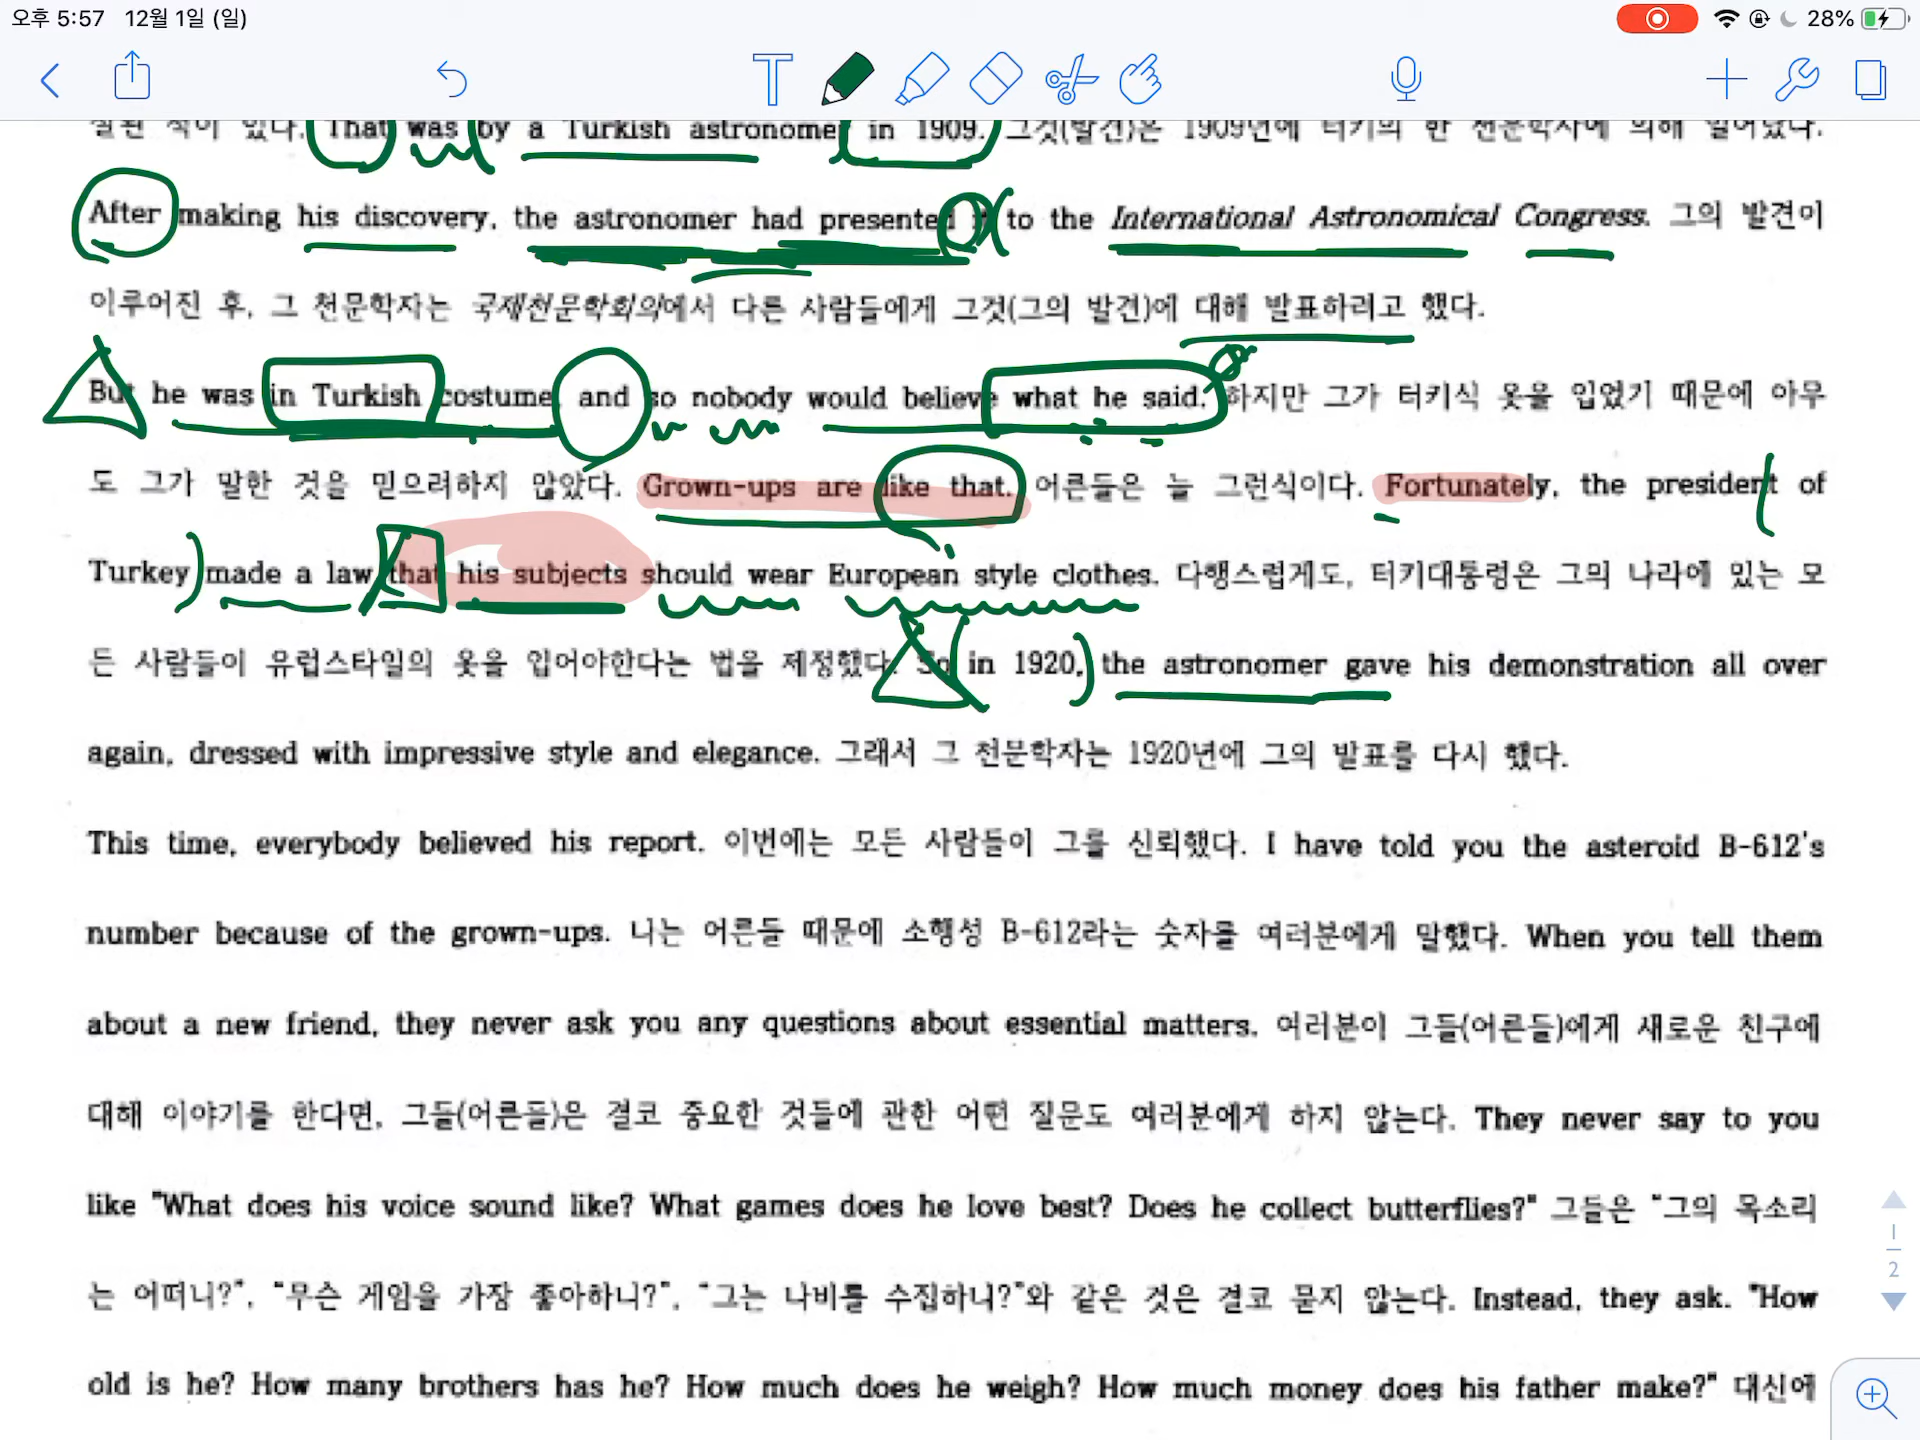 오후 5:57 12월 1일 (일) 28%
T
적이 있다. That was by a Turkish astronomer in 1909. 그것(발견)은 1909년에 터키의 한 천문학자에 의해 일어났다.
After making his discovery, the astronomer had presented it to the International Astronomical Congress. 그의 발견이
이루어진 후, 그 천문학자는 국재천문학회의에서 다른 사람들에게 그것(그의 발견)에 대해 발표하려고 했다.
But he was in Turkish costume, and so nobody would believe what he said. 하지만 그가 터키식 옷을 입었기 때문에 아무
도 그가 말한 것을 믿으려하지 않았다. Grown-ups are like that. 어른들은 늘 그런식이다. Fortunately, the president of
Turkey made a law that his subjects should wear European style clothes. 다행스럽게도, 터키대통령은 그의 나라에 있는 모
든 사람들이 유럽스타일의 옷을 입어야한다는 법을 제정했다. So in 1920, the astronomer gave his demonstration all over
again, dressed with impressive style and elegance. 그래서 그 천문학자는 1920년에 그의 발표를 다시 했다.
This time, everybody believed his report. 이번에는 모든 사람들이 그를 신뢰했다. I have told you the asteroid B-612's
number because of the grown-ups. 나는 어른들 때문에 소행성 B-612라는 숫자를 여러분에게 말했다. When you tell them
about a new friend, they never ask you any questions about essential matters. 여러분이 그들(어른들)에게 새로운 친구에
대해 이야기를 한다면, 그들(어른들)은 결코 중요한 것들에 관한 어떤 질문도 여러분에게 하지 않는다. They never say to you
like "What does his voice sound like? What games does he love best? Does he collect butterflies?" 그들은 "그의 목소리
는 어떠니?", "무슨 게임을 가장 좋아하니?", "그는 나비를 수집하니?"와 같은 것은 결코 묻지 않는다. Instead, they ask. "How
old is he? How many brothers has he? How much does he weigh? How much money does his father make?" 대신에
1
2